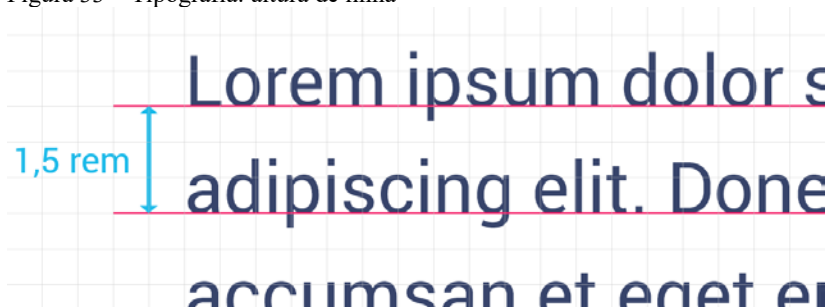 Lorem ipsum dolor s
1,5 rem
adipiscing elit. Done
accumsan et eget e